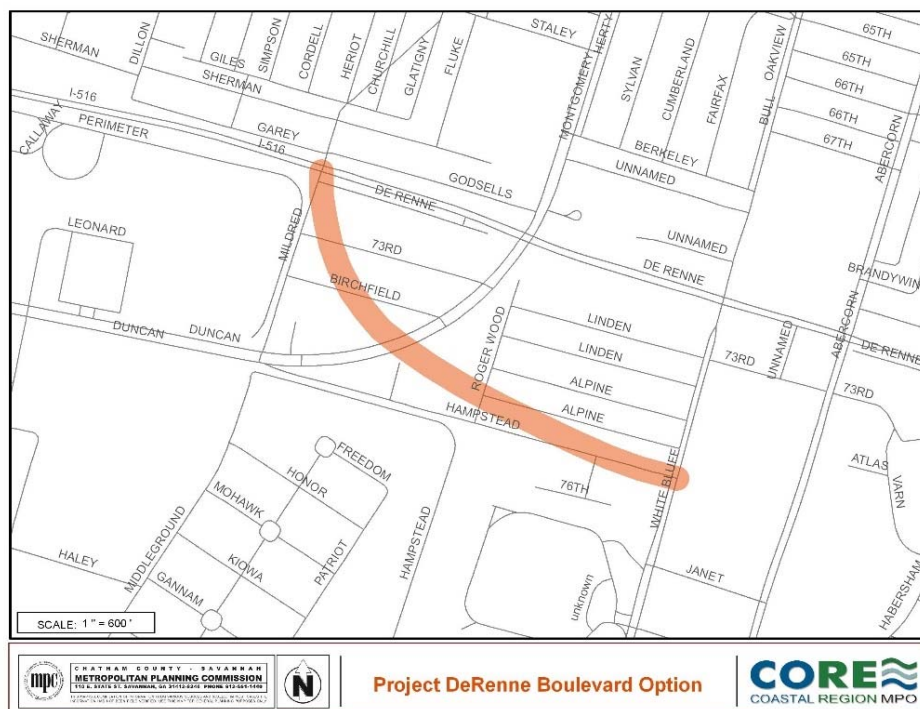 SHERMAN
DILLON
GILES
SIMPSON
CORDELL
HERIOT
CHURCHILL
GLATIGNY
FLUKE
STALEY
HERTY
MONTGOMERY
SYLVAN
CUMBERLAND
FAIRFAX
BULL
OAKVIEW
65TH
65TH
66TH
66TH
67TH
ABERCORN
SHERMAN
I-516
CALLAWAY
PERIMETER
GAREY
I-516
GODSELLS
BERKELEY
UNNAMED
DE RENNE
LEONARD
MILDRED
73RD
UNNAMED
DE RENNE
BRANDYWIN
BIRCHFIELD
DUNCAN
DUNCAN
ROGER WOOD
LINDEN
LINDEN
ALPINE
ALPINE
73RD
UNNAMED
ABERCORN
DE RENNE
73RD
HAMPSTEAD
FREEDOM
HONOR
MOHAWK
76TH
WHITE BLUFF
ATLAS
VARN
MIDDLEGROUND
KIOWA
PATRIOT
HAMPSTEAD
HALEY
GANNAM
unknown
JANET
HABERSHAM
SCALE: 1 " = 600 '
mpc
CHATHAM COUNTY - SAVANNAH
METROPOLITAN PLANNING COMMISSION
N
Project DeRenne Boulevard Option
CORE
COASTAL REGION MPO